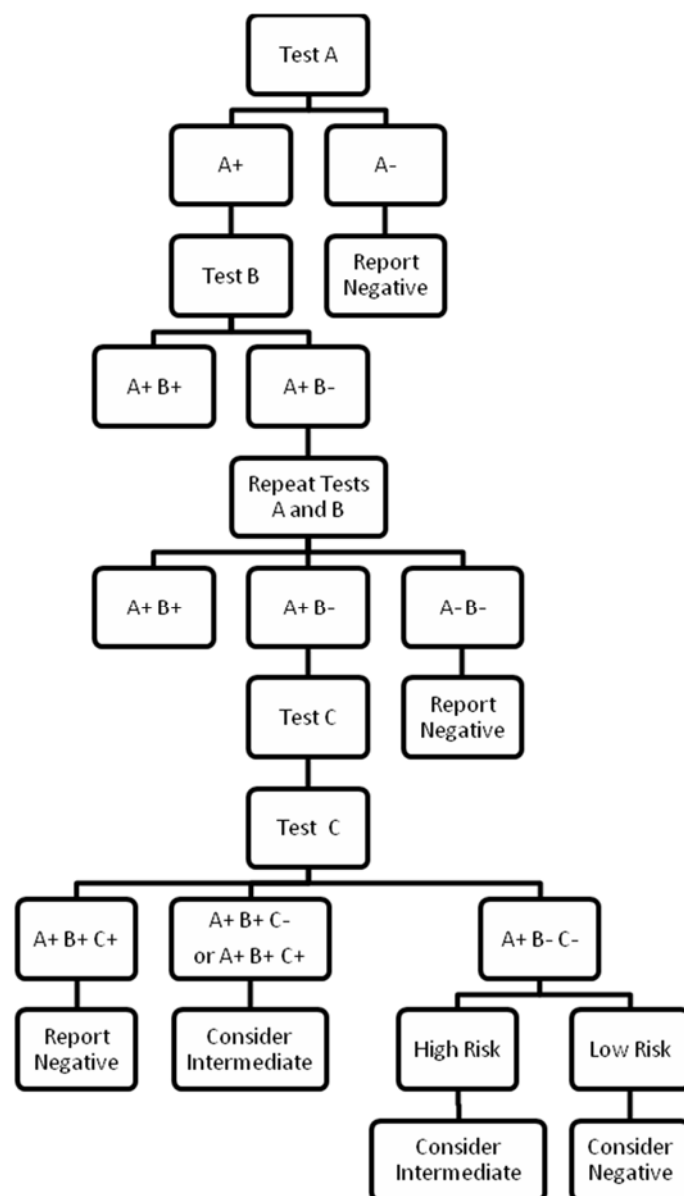 Test A
A+
A-
Test B
Report
Negative
A+ B+
A+ B-
Repeat Tests
A and B
A+ B+
A+ B-
A- B-
Test C
Report
Negative
Test C
A+ B+ C+
A+ B+ C-
or A+ B+ C+
A+ B- C-
Report
Negative
Consider
Intermediate
High Risk
Low Risk
Consider
Intermediate
Consider
Negative